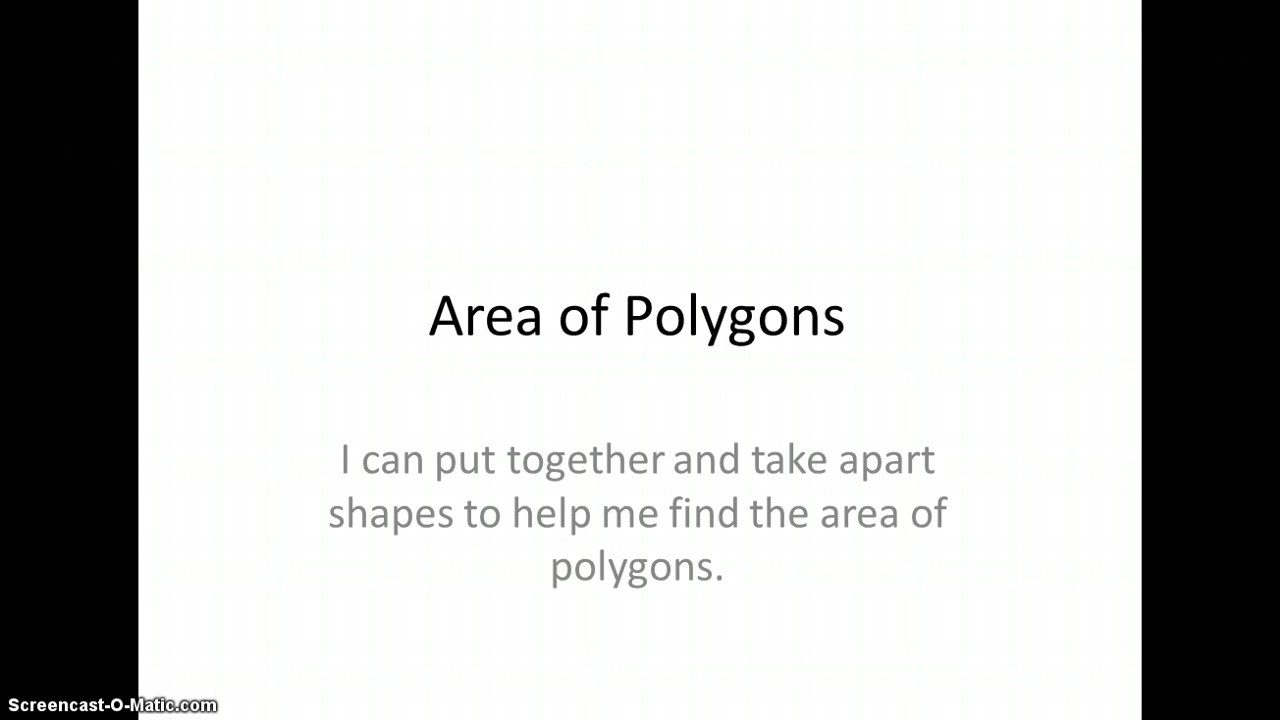 Area of Polygons
I can put together and take apart
shapes to help me find the area of
polygons.
Screencast-O-Matic.com